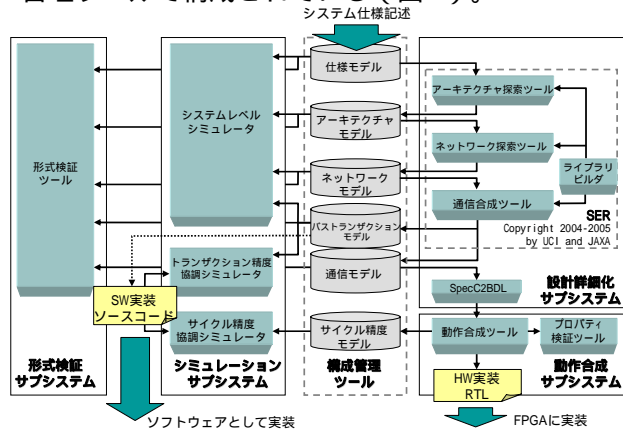 システム仕様記述
仕様モデル
アーキテクチャ探索ツール
システムレベル
シミュレータ
アーキテクチャ
モデル
ネットワーク探索ツール
形式検証
ツール
ネットワーク
モデル
ライブラリ
ビルダ
通信合成ツール
バストランザクション
モデル
SER
Copyright 2004-2005
by UCI and JAXA
トランザクション精度
協調シミュレータ
通信モデル
SpecC2BDL
設計詳細化
サブシステム
SW実装
ソースコード
サイクル精度
協調シミュレータ
サイクル精度
モデル
動作合成ツール
プロパティ
検証ツール
形式検証
サブシステム
シミュレーション
サブシステム
構成管理
ツール
動作合成
サブシステム
HW実装
RTL
ソフトウェアとして実装
FPGAに実装